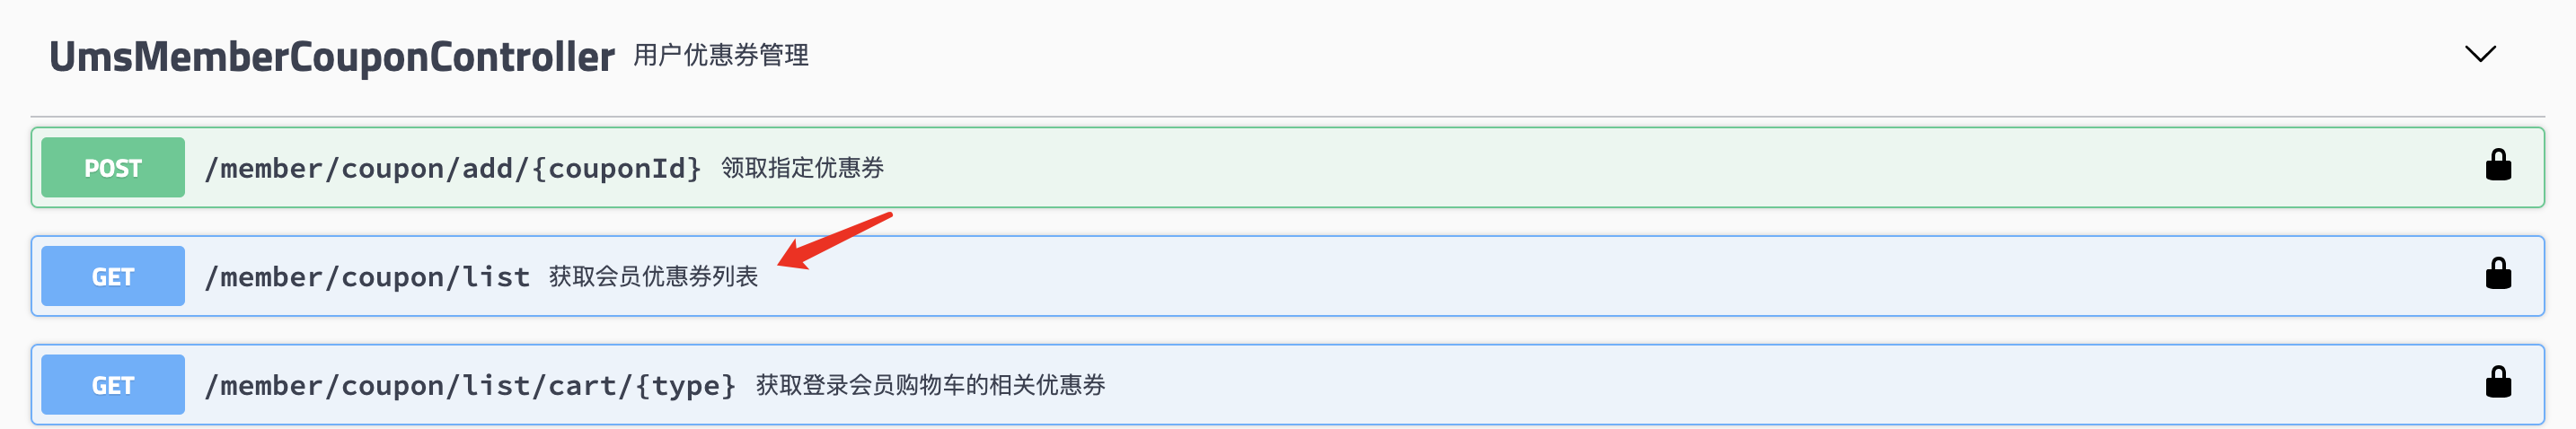 UmsMemberCouponController 用户优惠券管理
POST /member/coupon/add/{couponId} 领取指定优惠券
GET /member/coupon/list 获取会员优惠券列表
GET /member/coupon/list/cart/{type} 获取登录会员购物车的相关优惠券